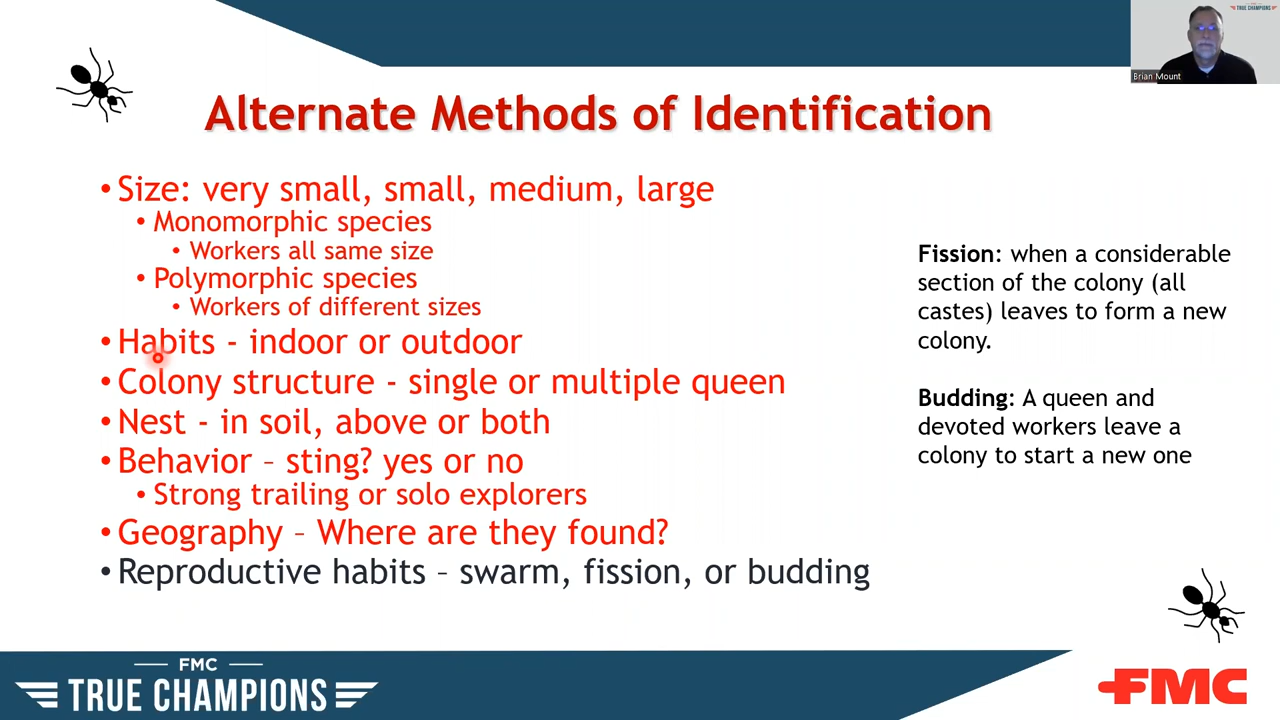 TRUE CHAMPIONS
Brian Mount
Alternate Methods of Identification
•Size: very small, small, medium, large
• Monomorphic species
• Workers all same size
• Polymorphic species
• Workers of different sizes
•Habits - indoor or outdoor
•Colony structure - single or multiple queen
•Nest - in soil, above or both
•Behavior – sting? yes or no
• Strong trailing or solo explorers
•Geography – Where are they found?
•Reproductive habits – swarm, fission, or budding
Fission: when a considerable
section of the colony (all
castes) leaves to form a new
colony.
Budding: A queen and
devoted workers leave a
colony to start a new one
FMC
TRUE CHAMPIONS
FMC